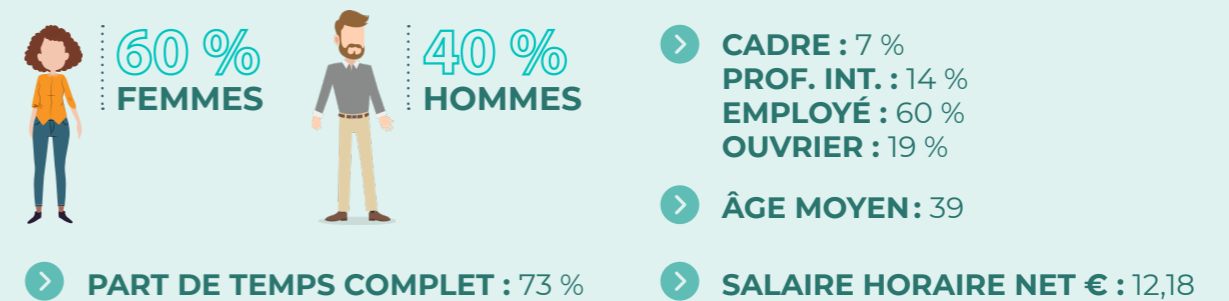 60 %
FEMMES
40 %
HOMMES
CADRE : 7 %
PROF. INT. : 14 %
EMPLOYÉ : 60 %
OUVRIER : 19 %
ÂGE MOYEN : 39
PART DE TEMPS COMPLET : 73 %
SALAIRE HORAIRE NET € : 12,18